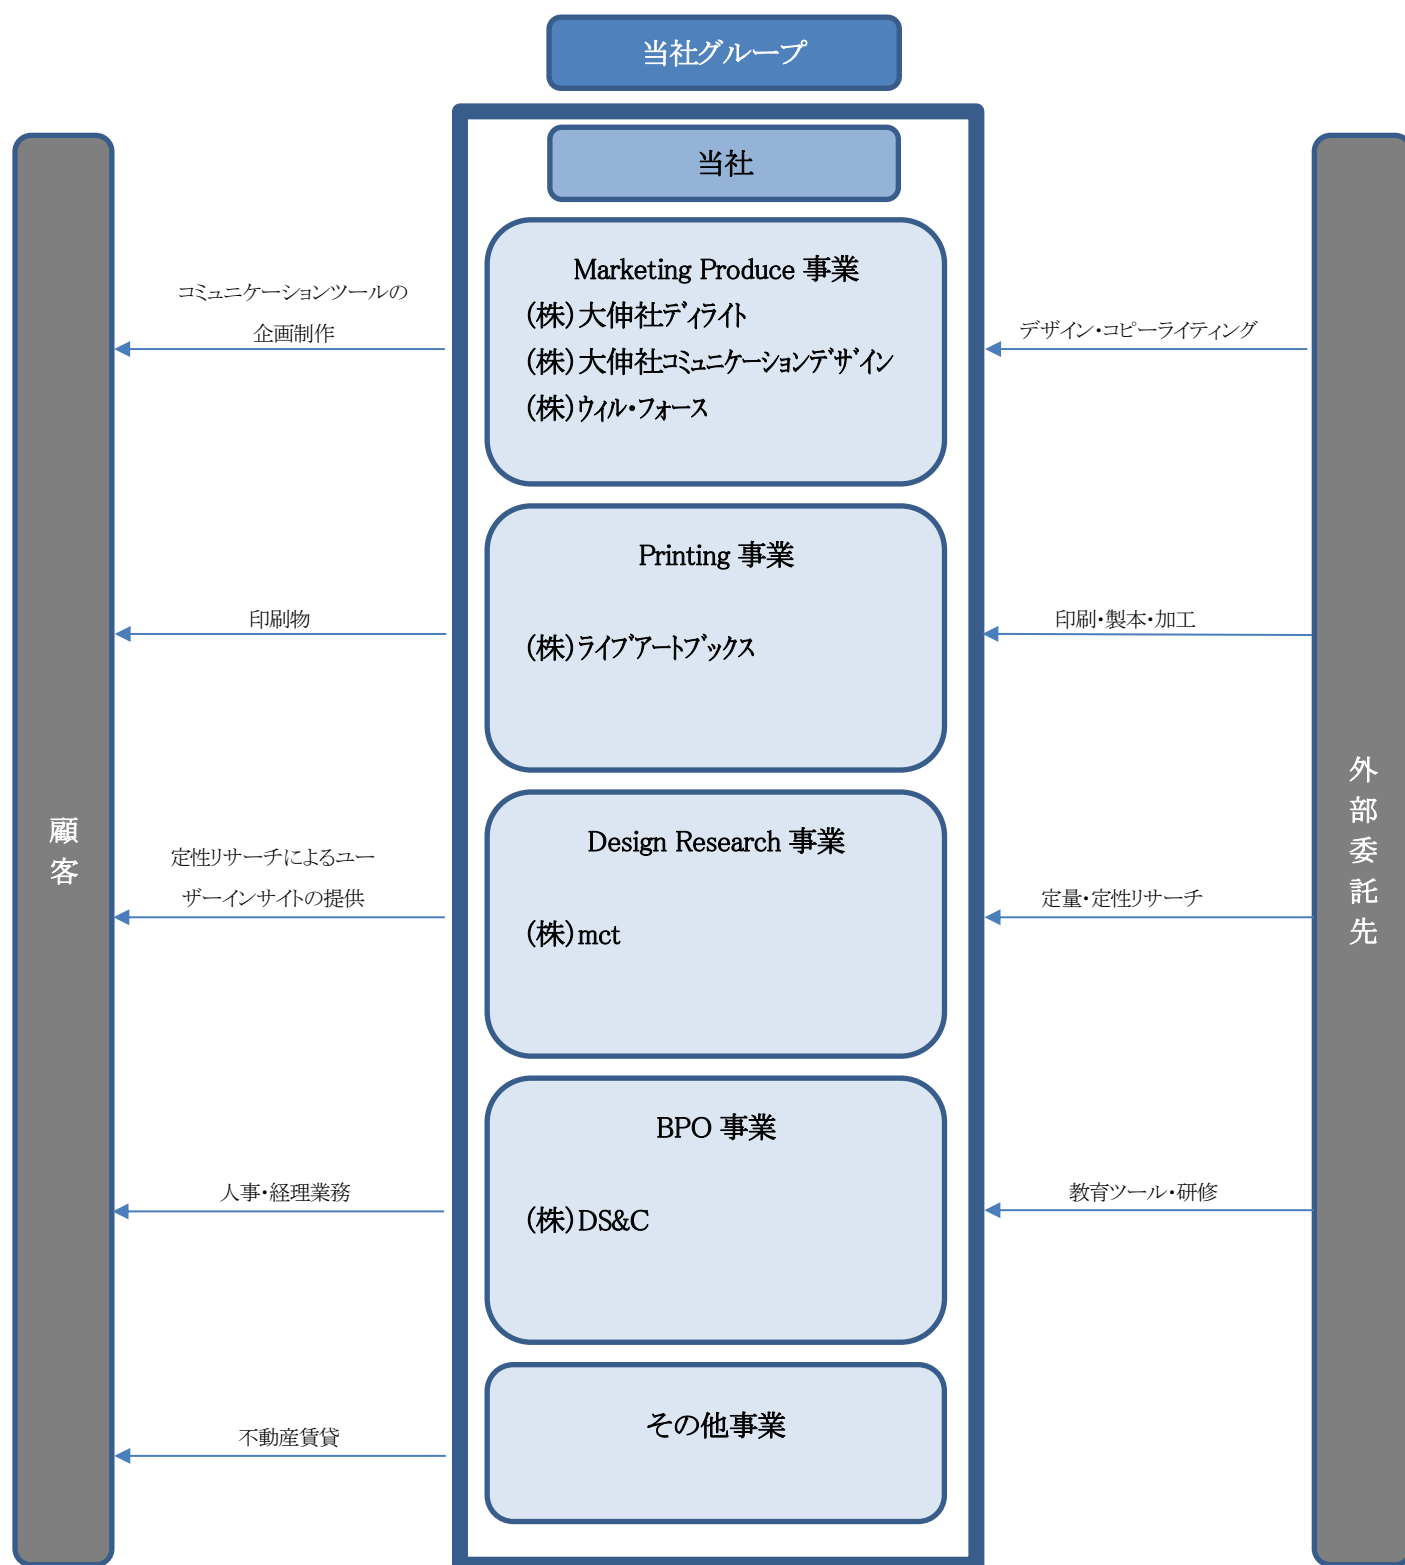 当社グループ
当社
Marketing Produce 事業
(株)大伸社ディライト
(株)大伸社コミュニケーションデザイン
(株)ウィル・フォース
コミュニケーションツールの
企画制作
デザイン・コピーライティング
Printing 事業
(株)ライブアートブックス
印刷物
印刷・製本・加工
Design Research 事業
(株)mct
定性リサーチによるユー
ザーインサイトの提供
定量・定性リサーチ
BPO 事業
(株)DS&C
人事・経理業務
教育ツール・研修
その他事業
不動産賃貸
顧客
外部委託先